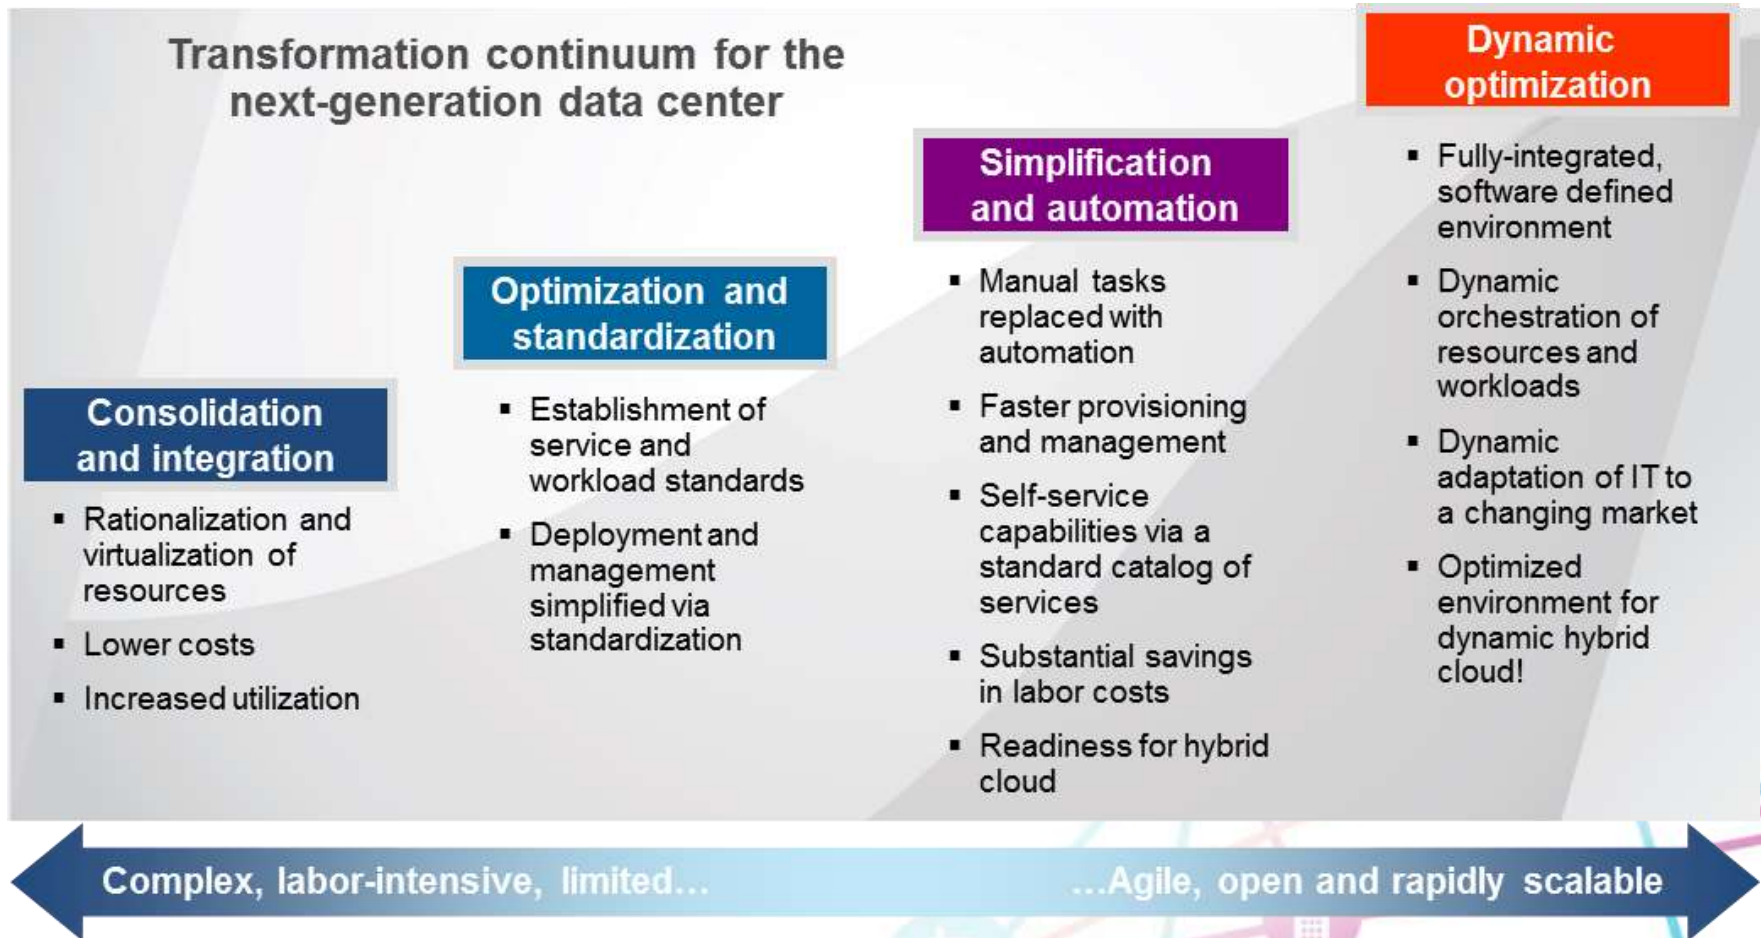 Transformation continuum for the
next-generation data center
Consolidation
and integration
▪ Rationalization and
virtualization of
resources
▪ Lower costs
▪ Increased utilization
Optimization and
standardization
▪ Establishment of
service and
workload standards
▪ Deployment and
management
simplified via
standardization
Simplification
and automation
▪ Manual tasks
replaced with
automation
▪ Faster provisioning
and management
▪ Self-service
capabilities via a
standard catalog of
services
▪ Substantial savings
in labor costs
▪ Readiness for hybrid
cloud
Dynamic
optimization
▪ Fully-integrated,
software defined
environment
▪ Dynamic
orchestration of
resources and
workloads
▪ Dynamic
adaptation of IT to
a changing market
▪ Optimized
environment for
dynamic hybrid
cloud!
Complex, labor-intensive, limited…
…Agile, open and rapidly scalable